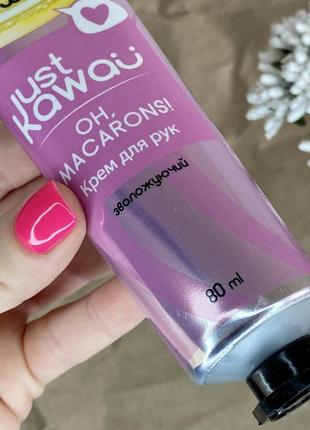 just
kawaii
OH,
MACARONS!
Крем для рук
зволожуючий
80 ml